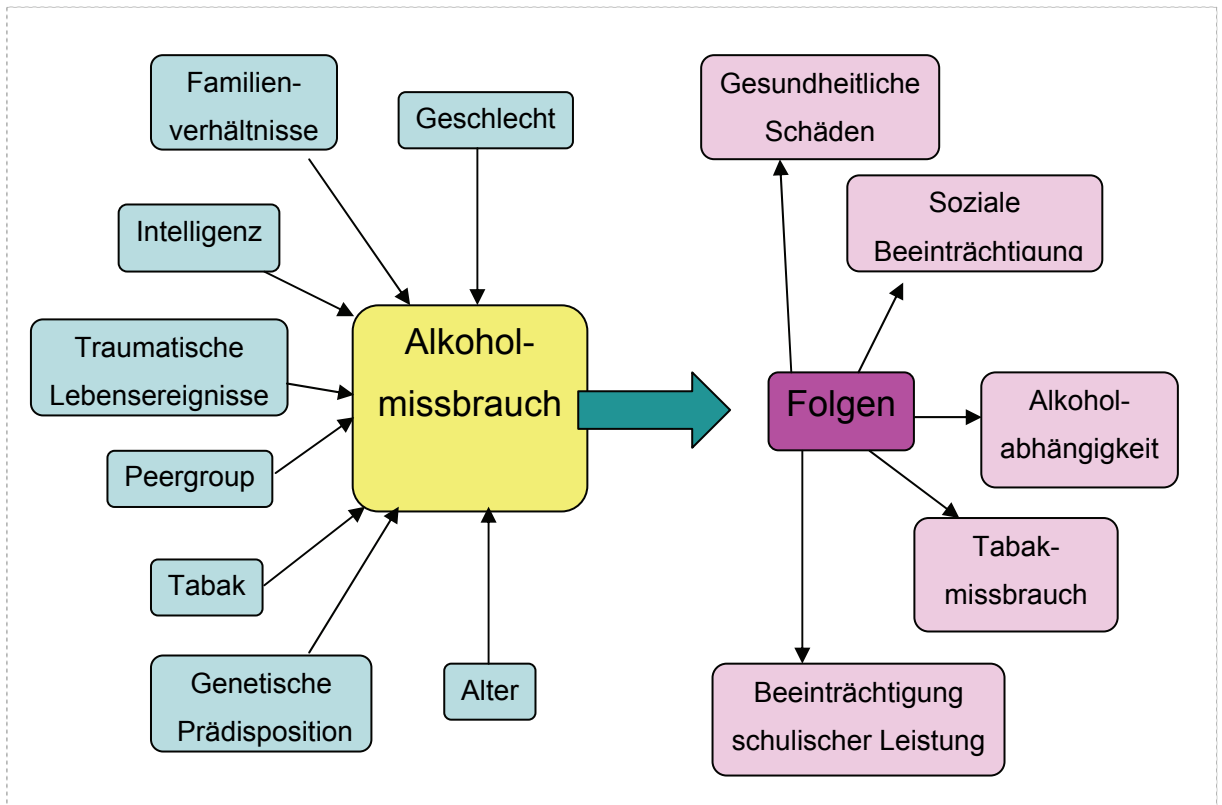 Familien-
verhältnisse
Geschlecht
Intelligenz
Traumatische
Lebensereignisse
Peergroup
Tabak
Genetische
Prädisposition
Alter
Alkohol-
missbrauch
Folgen
Gesundheitliche
Schäden
Soziale
Beeinträchtigung
Alkohol-
abhängigkeit
Tabak-
missbrauch
Beeinträchtigung
schulischer Leistung